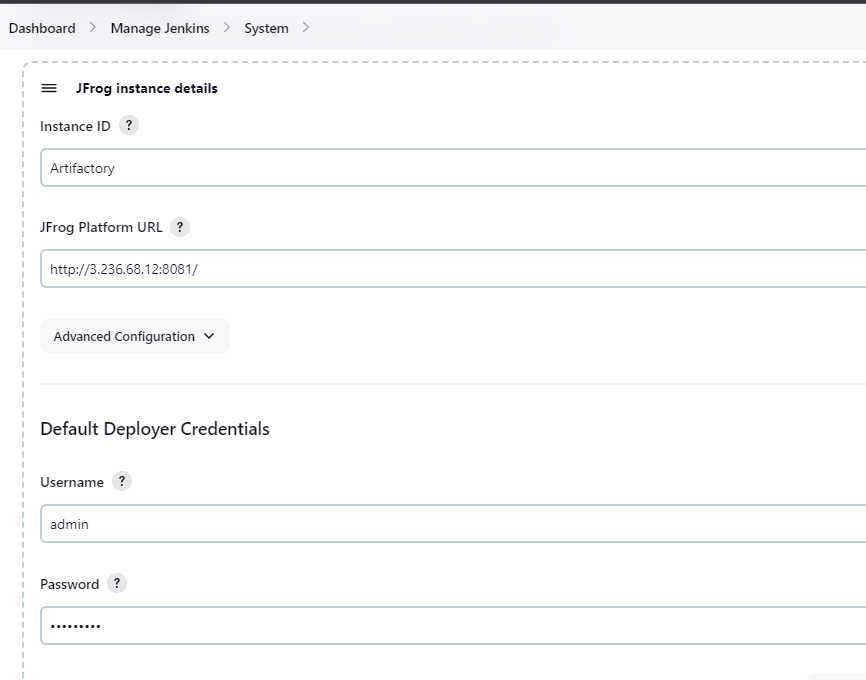 Dashboard > Manage Jenkins > System >
JFrog instance details
Instance ID ?
Artifactory
JFrog Platform URL ?
http://3.236.68.12:8081/
Advanced Configuration
Default Deployer Credentials
Username ?
admin
Password ?
•••••••••